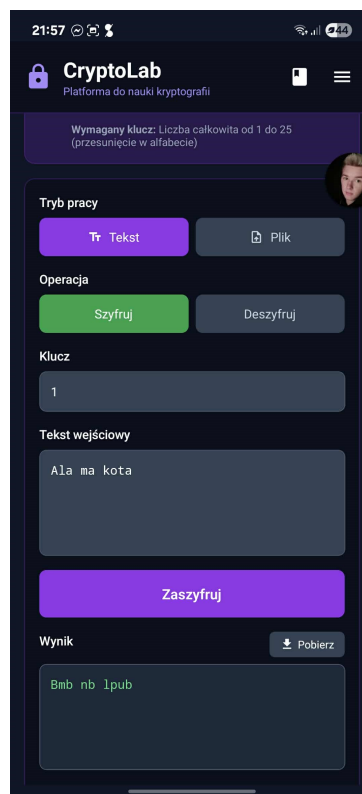 21:57
44
CryptoLab
Platforma do nauki kryptografii
Wymagany klucz: Liczba całkowita od 1 do 25
(przesunięcie w alfabecie)
Tryb pracy
Tт Tekst
Plik
Operacja
Szyfruj
Deszyfruj
Klucz
1
Tekst wejściowy
Ala ma kota
Zaszyfruj
Wynik
Pobierz
Bmb nb lpub